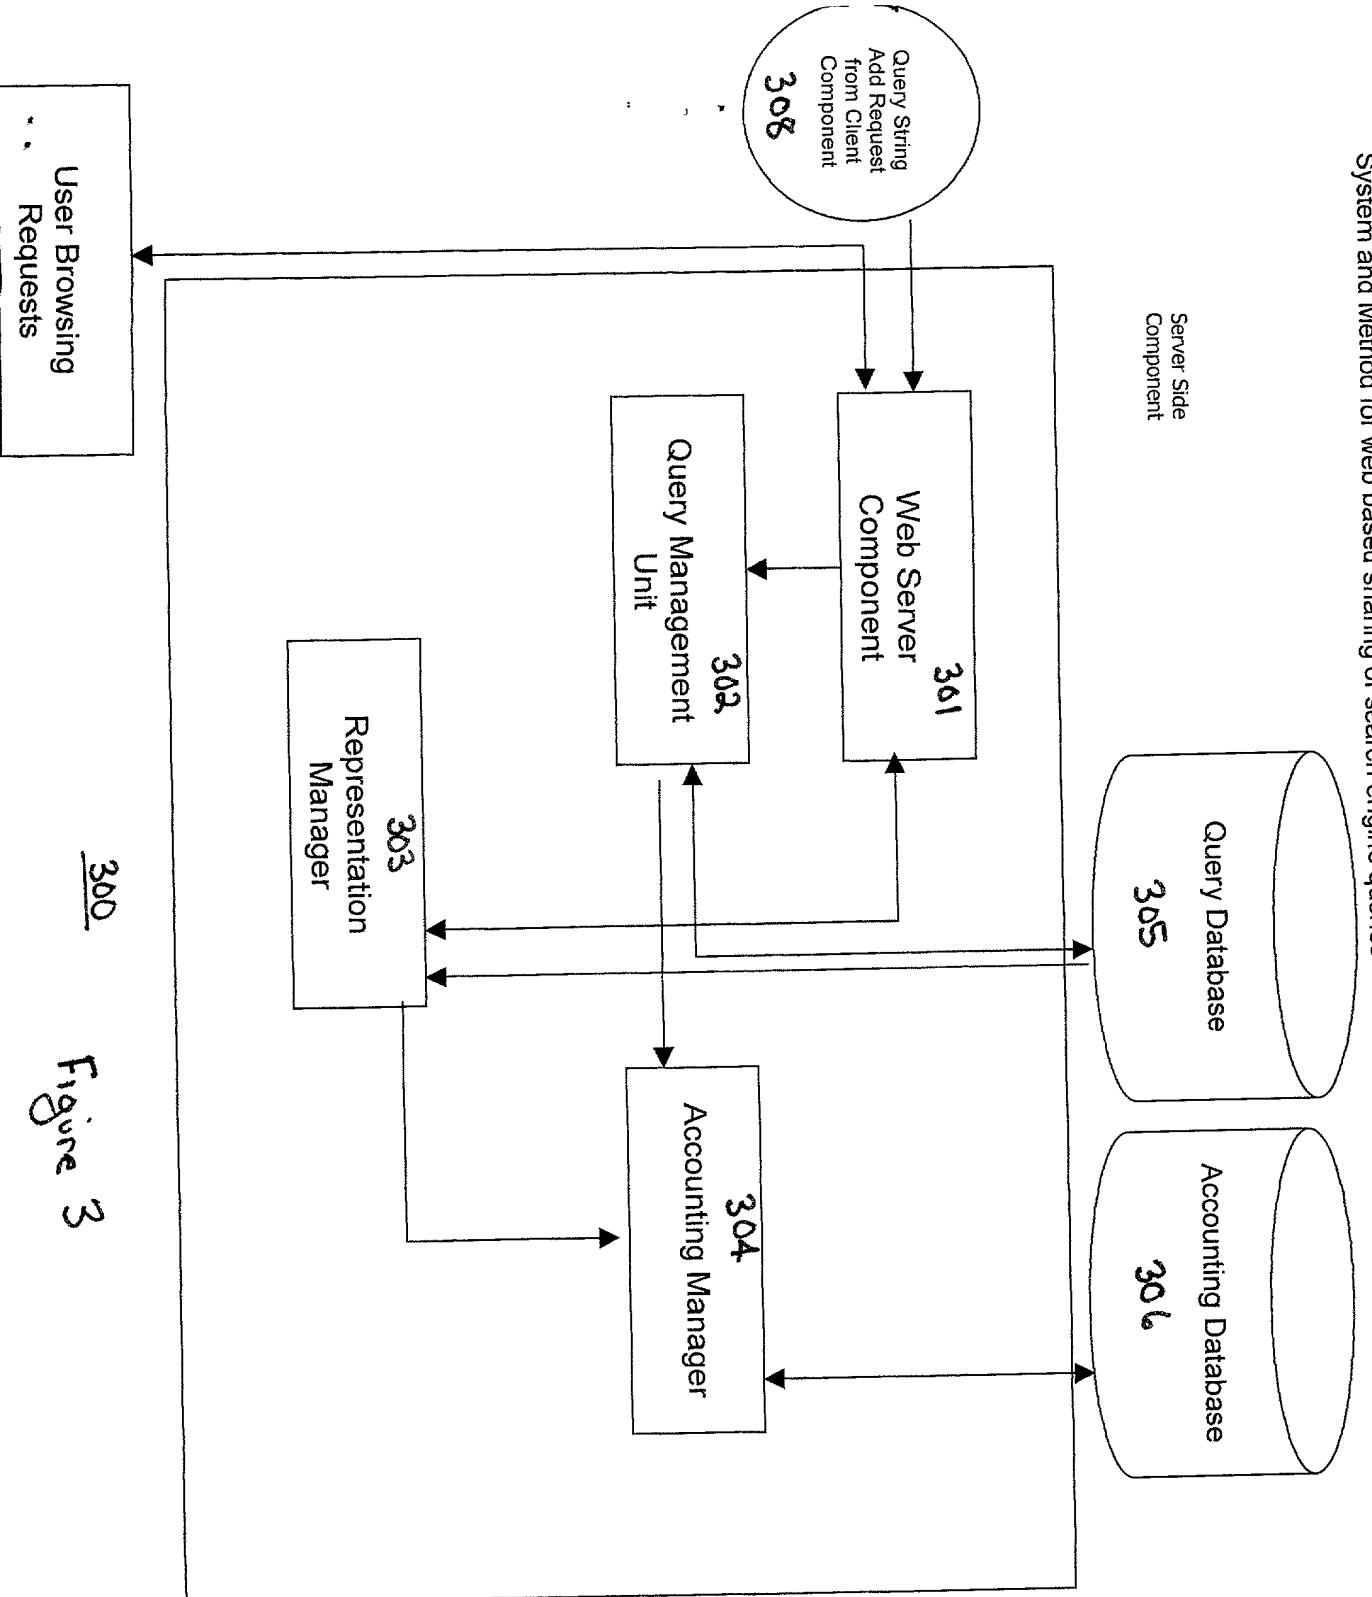 System and Method for web based sharing of search engine queries
Server Side
Component
Query String
Add Request
from Client
Component
308
Query Database
305
Accounting Database
306
301
Web Server
Component
302
Query Management
Unit
304
Accounting Manager
303
Representation
Manager
User Browsing
Requests
300
Figure 3